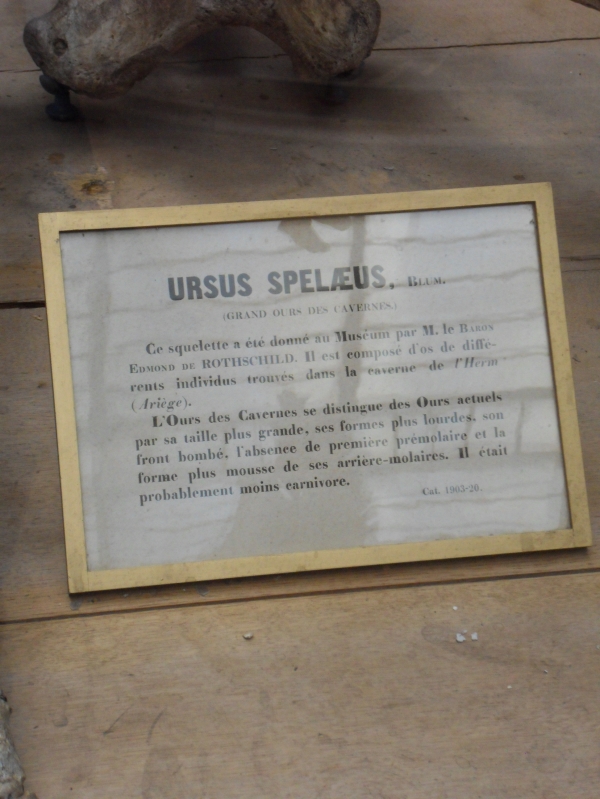 URSUS SPELÆUS, BLUM.
(GRAND OURS DES CAVERNES.)
Ce squelette a été donné au Muséum par M. le BARON
EDMOND DE ROTHSCHILD. Il est composé d'os de diffé-
rents individus trouvés dans la caverne de l'Herm
(Ariège).
L'Ours des Cavernes se distingue des Ours actuels
par sa taille plus grande, ses formes plus lourdes, son
front bombé, l'absence de première prémolaire et la
forme plus mousse de ses arrière-molaires. Il était
probablement moins carnivore.
Cat. 1903-20.